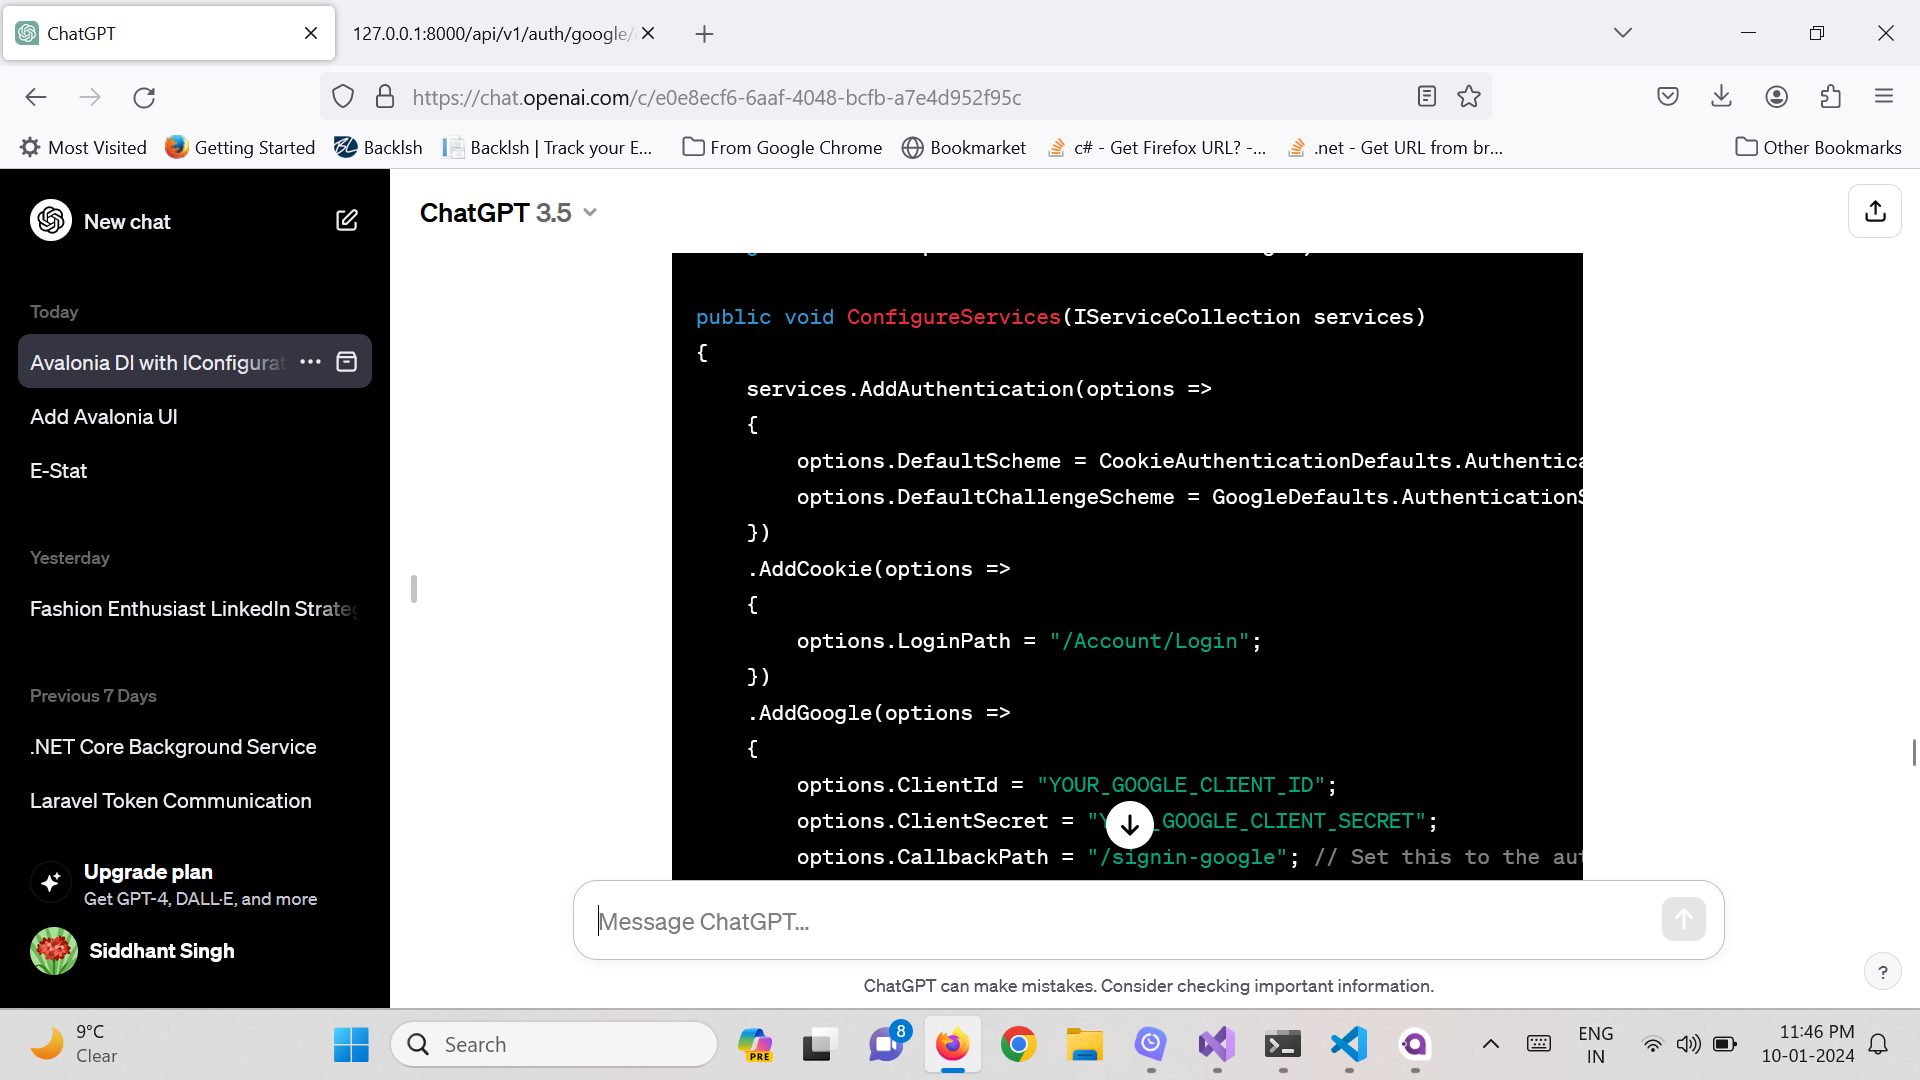 ChatGPT
127.0.0.1:8000/api/v1/auth/google/
https://chat.openai.com/c/e0e8ecf6-6aaf-4048-bcfb-a7e4d952f95c
Most Visited
Getting Started
Backlsh
Backlsh | Track your E...
From Google Chrome
Bookmarket
c# - Get Firefox URL? -...
.net - Get URL from br...
Other Bookmarks
New chat
Today
Avalonia DI with IConfigurat
Add Avalonia UI
E-Stat
Yesterday
Fashion Enthusiast LinkedIn Strateg
Previous 7 Days
.NET Core Background Service
Laravel Token Communication
Upgrade plan
Get GPT-4, DALL·E, and more
Siddhant Singh
ChatGPT 3.5
public void ConfigureServices(IServiceCollection services)
{
services.AddAuthentication(options =>
{
options.DefaultScheme = CookieAuthenticationDefaults.Authentica
options.DefaultChallengeScheme = GoogleDefaults.AuthenticationS
})
.AddCookie(options =>
{
options.LoginPath = "/Account/Login";
})
.AddGoogle(options =>
{
options.ClientId = "YOUR_GOOGLE_CLIENT_ID";
options.ClientSecret = "Y   _GOOGLE_CLIENT_SECRET";
options.CallbackPath = "/signin-google"; // Set this to the aut
Message ChatGPT...
ChatGPT can make mistakes. Consider checking important information.
?
9°C
Clear
Search
PRE
8
ENG
IN
11:46 PM
10-01-2024